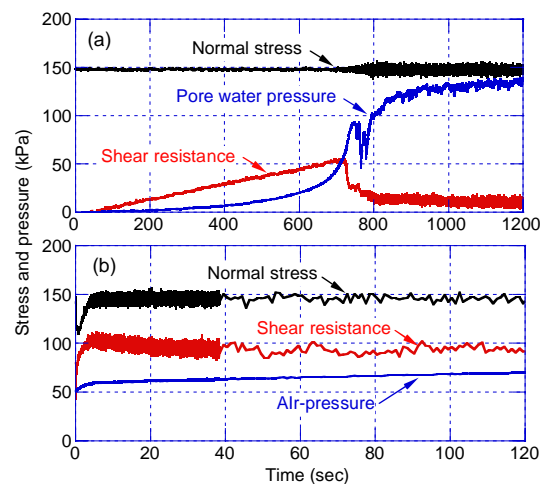 200
(a)
Normal stress
150
Pore water pressure
100
Shear resistance
50
0
0 200 400 600 800 1000 1200
Stress and pressure (kPa)
200
(b)
Normal stress
150
Shear resistance
100
50
AIr-pressure
0
0 20 40 60 80 100 120
Time (sec)